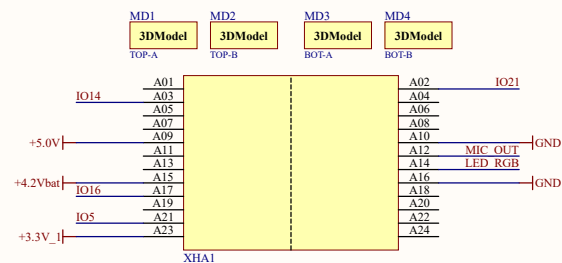 MD1 MD2 MD3 MD4
3DModel 3DModel 3DModel 3DModel
TOP-A TOP-B BOT-A BOT-B
A01 A02 IO21
IO14 A03 A04
A05 A06
A07 A08
+5.0V A09 A10 GND
A11 A12 MIC_OUT
A13 A14 LED_RGB
+4.2Vbat A15 A16 GND
IO16 A17 A18
A19 A20
IO5 A21 A22
+3.3V_1 A23 A24
XHA1